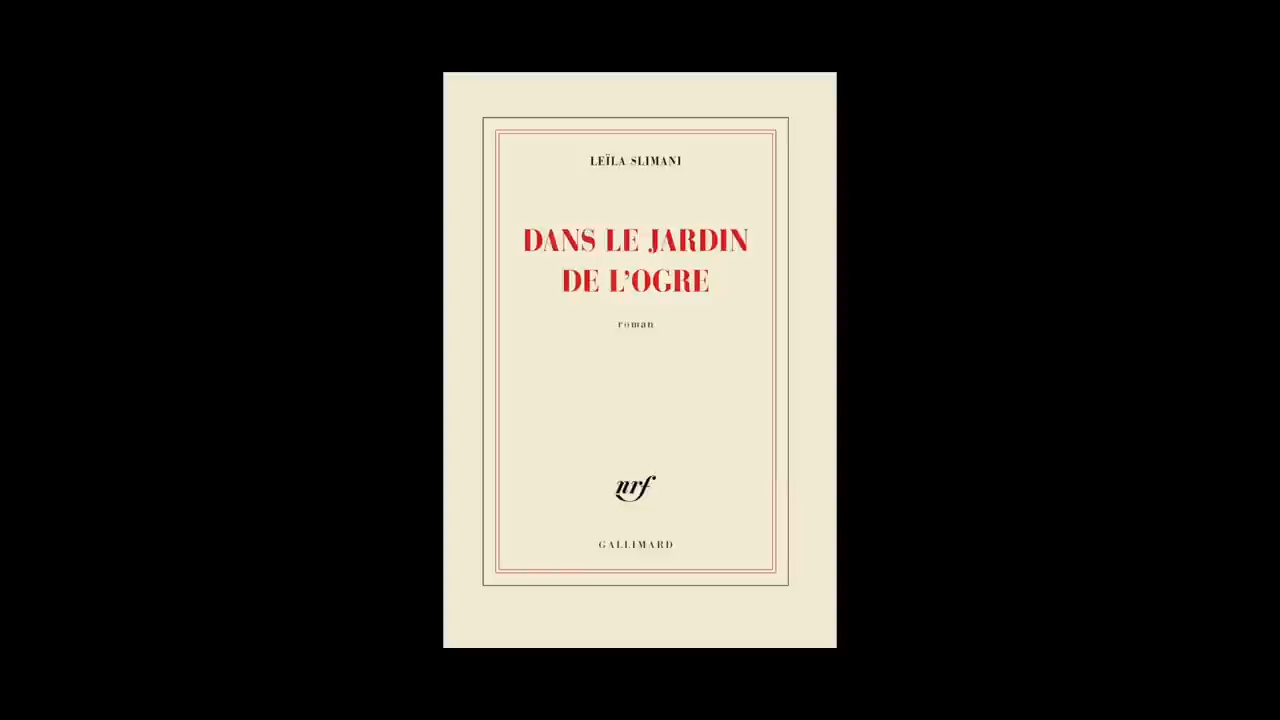 LEÏLA SLIMANI
DANS LE JARDIN
DE L’OGRE
roman
nrf
GALLIMARD